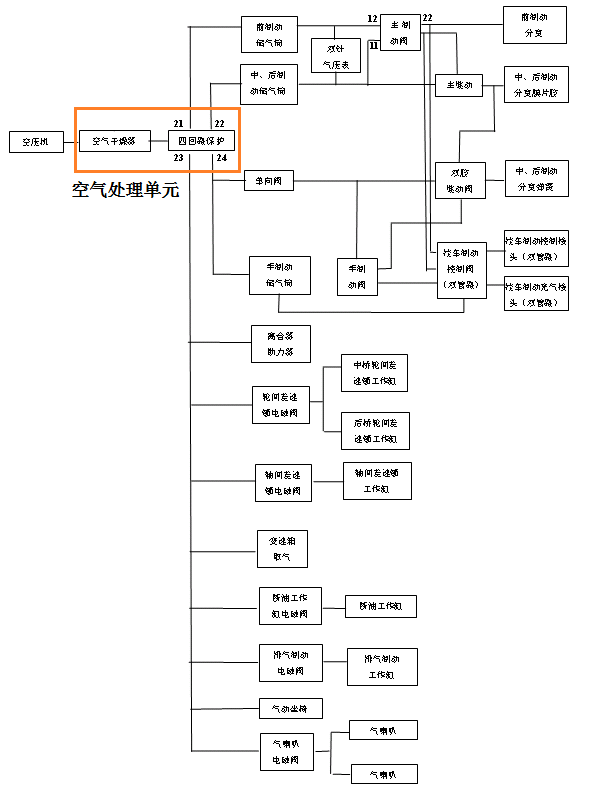 12
22
11
前制动
储气筒
双针
气压表
主制
动阀
前制动
分泵
中、后制
动储气筒
主继动
中、后制动
分泵膜片腔
空压机
空气干燥器
21
22
四回路保护
23
24
空气处理单元
单向阀
双腔
继动阀
中、后制动
分泵弹簧
手制动
储气筒
手制
动阀
挂车制动
控制阀
（双管路）
挂车制动控制接
头（双管路）
挂车制动充气接
头（双管路）
离合器
助力器
轮间差速
锁电磁阀
中桥轮间差
速锁工作缸
后桥轮间差
速锁工作缸
轴间差速
锁电磁阀
轴间差速锁
工作缸
变速箱
取气
断油工作
缸电磁阀
断油工作缸
排气制动
电磁阀
排气制动
工作缸
气动坐椅
气喇叭
电磁阀
气喇叭
气喇叭